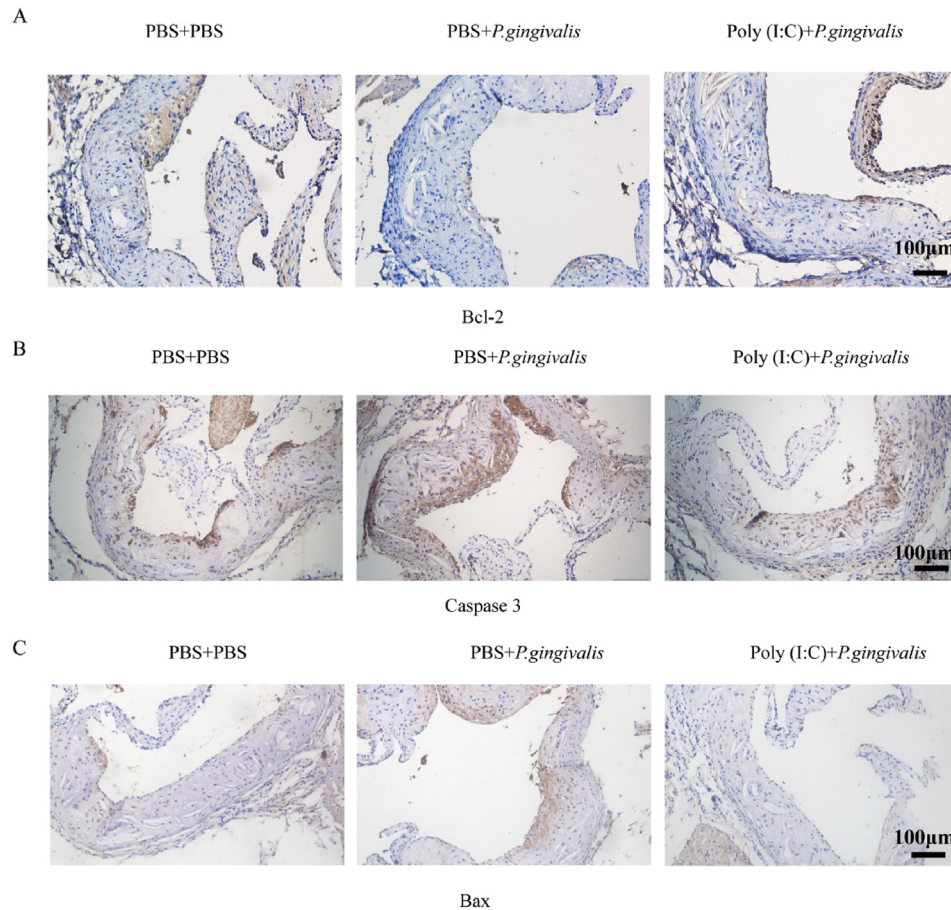 A
PBS+PBS PBS+P.gingivalis Poly (I:C)+P.gingivalis
100μm
Bcl-2
B
PBS+PBS PBS+P.gingivalis Poly (I:C)+P.gingivalis
100μm
Caspase 3
C
PBS+PBS PBS+P.gingivalis Poly (I:C)+P.gingivalis
100μm
Bax